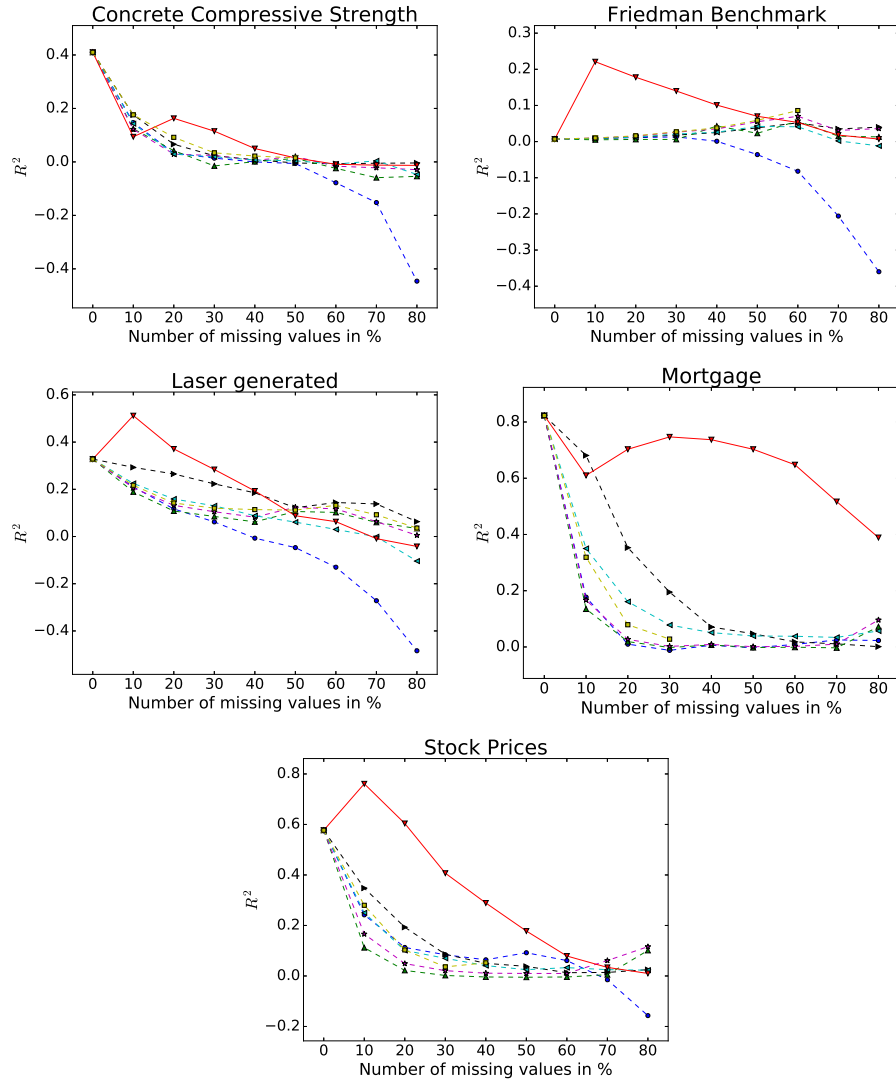 Concrete Compressive Strength
0.4
0.2
0.0
−0.2
−0.4
R²
0 10 20 30 40 50 60 70 80
Number of missing values in %
Friedman Benchmark
0.3
0.2
0.1
0.0
−0.1
−0.2
−0.3
−0.4
R²
0 10 20 30 40 50 60 70 80
Number of missing values in %
Laser generated
0.6
0.4
0.2
0.0
−0.2
−0.4
R²
0 10 20 30 40 50 60 70 80
Number of missing values in %
Mortgage
0.8
0.6
0.4
0.2
0.0
R²
0 10 20 30 40 50 60 70 80
Number of missing values in %
Stock Prices
0.8
0.6
0.4
0.2
0.0
−0.2
R²
0 10 20 30 40 50 60 70 80
Number of missing values in %